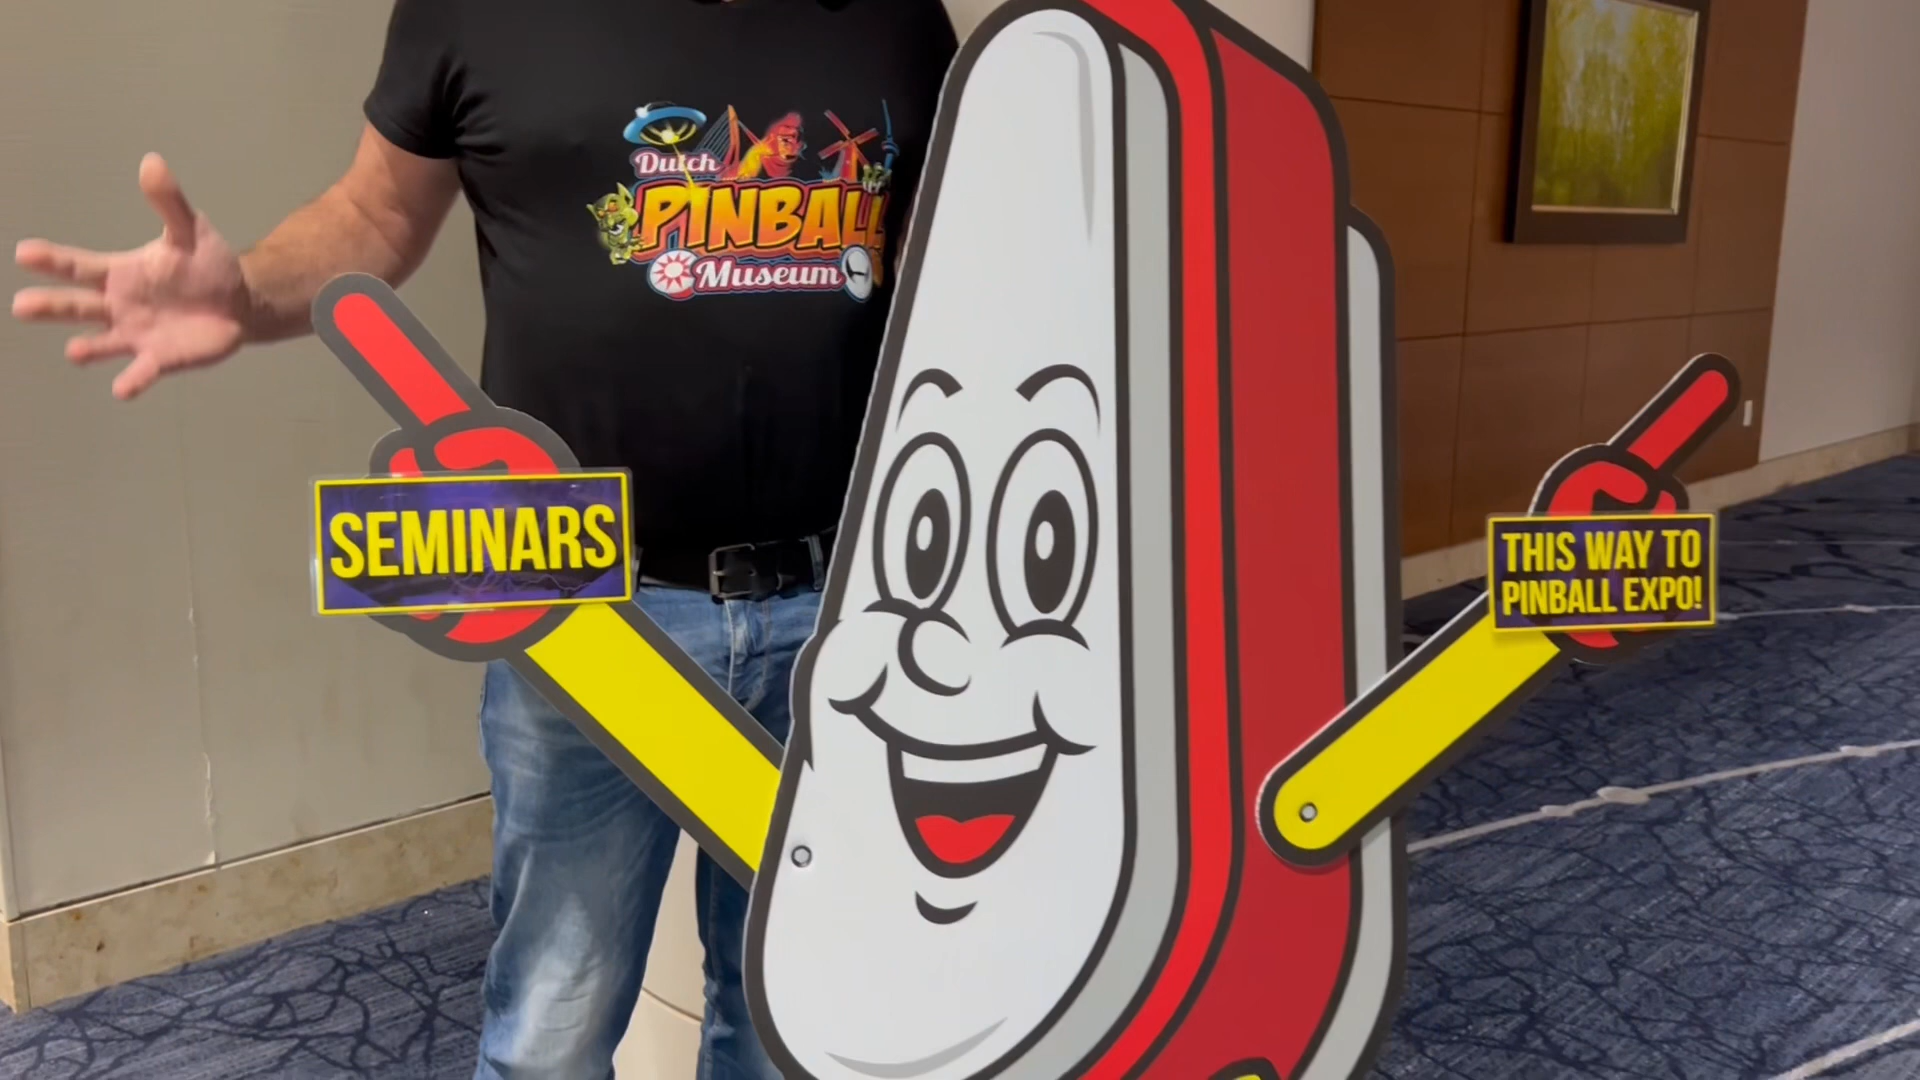 Dutch
PINBALL
Museum
SEMINARS
THIS WAY TO
PINBALL EXPO!